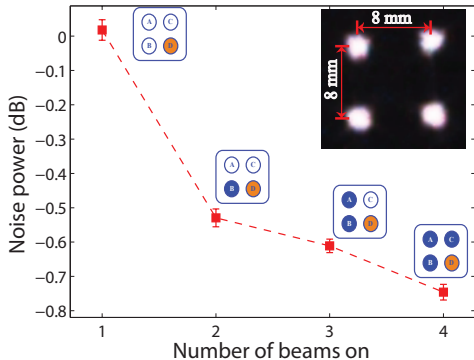 Noise power (dB)
0
−0.1
−0.2
−0.3
−0.4
−0.5
−0.6
−0.7
−0.8
A C
B D
A C
B D
A C
B D
A C
B D
8 mm
8 mm
1 2 3 4
Number of beams on